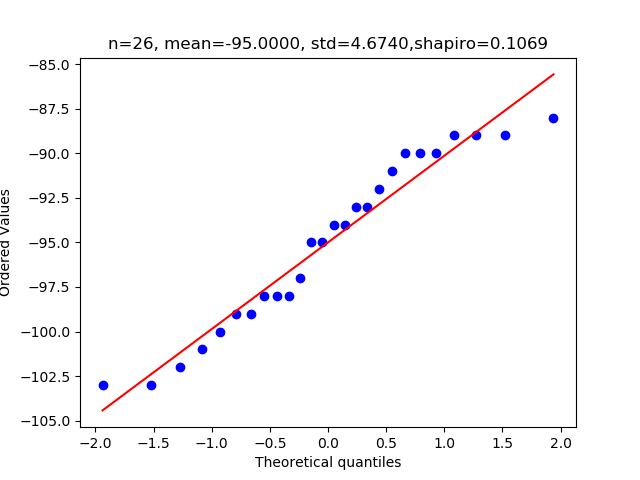 n=26, mean=-95.0000, std=4.6740,shapiro=0.1069
−85.0
−87.5
−90.0
−92.5
−95.0
−97.5
−100.0
−102.5
−105.0
Ordered Values
−2.0 −1.5 −1.0 −0.5 0.0 0.5 1.0 1.5 2.0
Theoretical quantiles